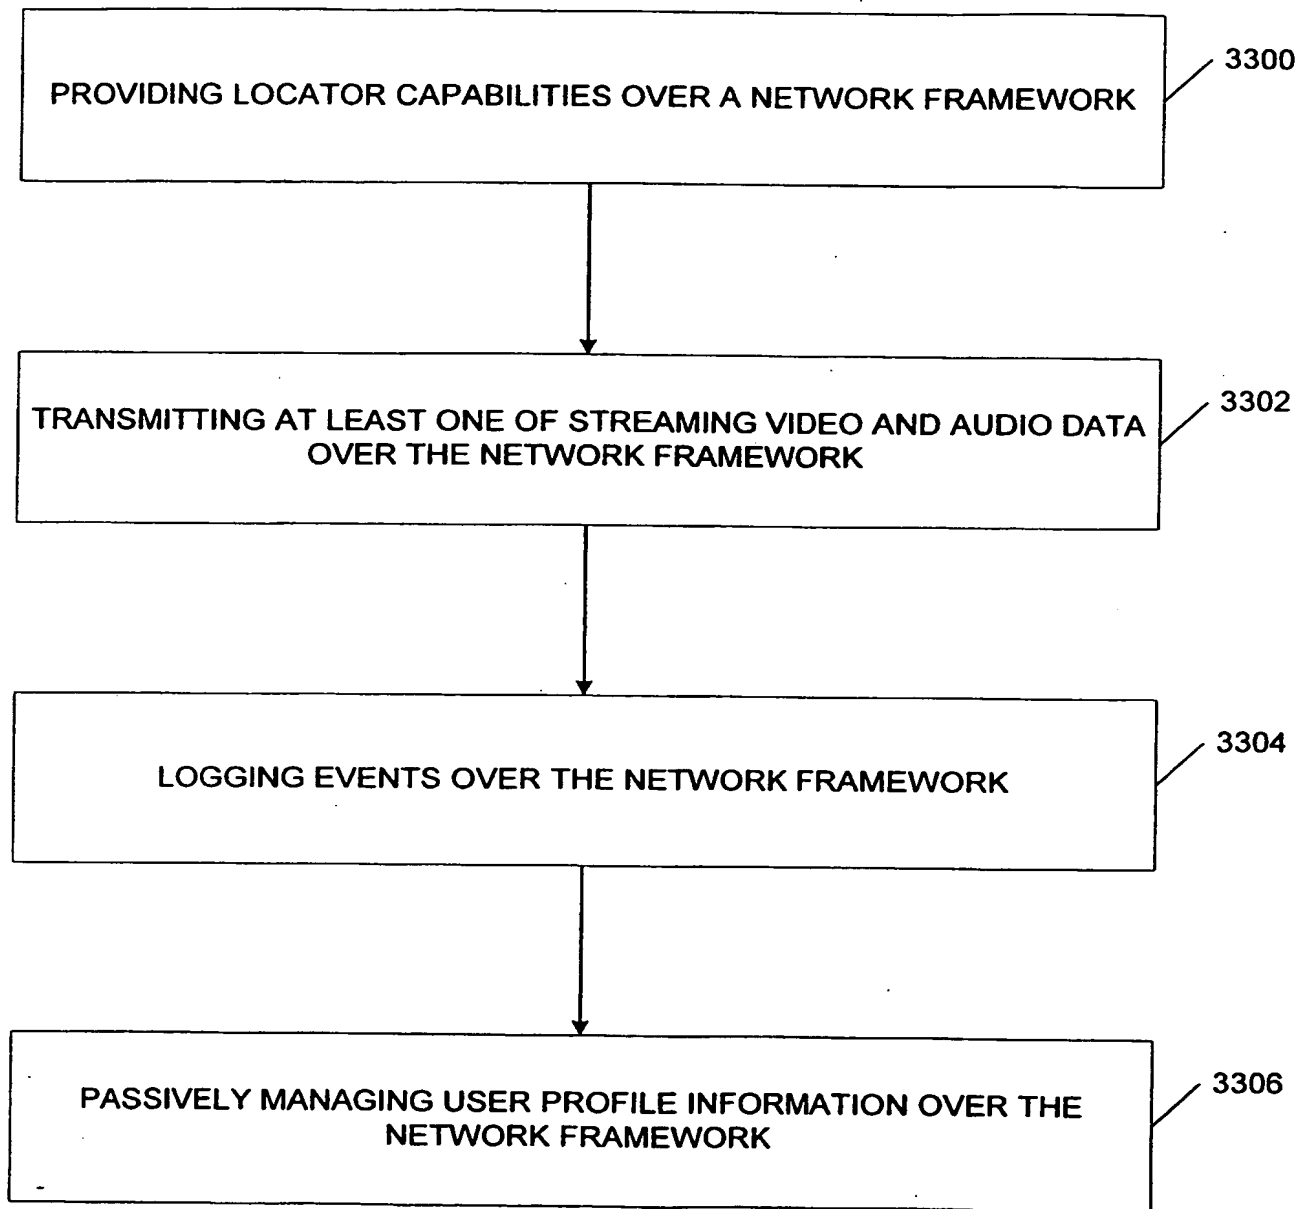 PROVIDING LOCATOR CAPABILITIES OVER A NETWORK FRAMEWORK
3300
TRANSMITTING AT LEAST ONE OF STREAMING VIDEO AND AUDIO DATA
OVER THE NETWORK FRAMEWORK
3302
LOGGING EVENTS OVER THE NETWORK FRAMEWORK
3304
PASSIVELY MANAGING USER PROFILE INFORMATION OVER THE
NETWORK FRAMEWORK
3306